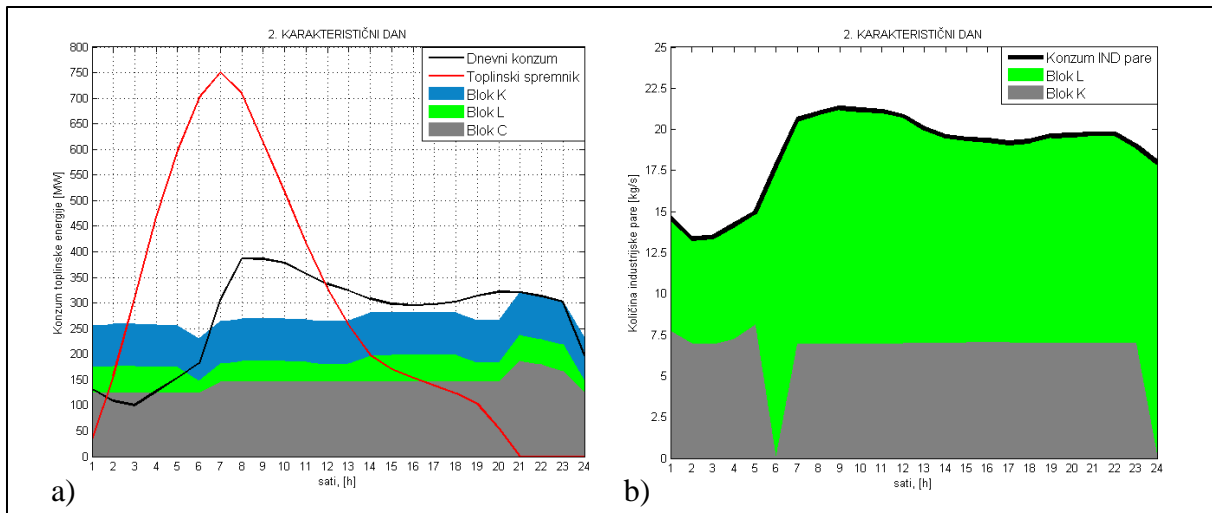 2. KARAKTERISTIČNI DAN
800
750
700
650
600
550
500
450
400
350
300
250
200
150
100
50
0
Konzum toplinske energije [MW]
Dnevni konzum
Toplinski spremnik
Blok K
Blok L
Blok C
1 2 3 4 5 6 7 8 9 10 11 12 13 14 15 16 17 18 19 20 21 22 23 24
sati, [h]
a)
2. KARAKTERISTIČNI DAN
25
22.5
20
17.5
15
12.5
10
7.5
5
2.5
0
Količina industrijske pare [kg/s]
Konzum IND pare
Blok L
Blok K
1 2 3 4 5 6 7 8 9 10 11 12 13 14 15 16 17 18 19 20 21 22 23 24
sati, [h]
b)